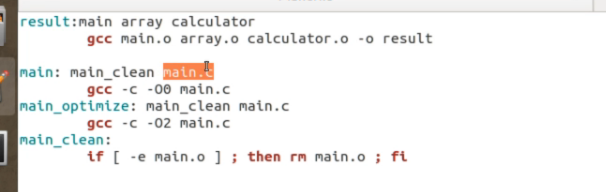 result:main array calculator
gcc main.o array.o calculator.o -o result
main: main_clean main.c
gcc -c -O0 main.c
main_optimize: main_clean main.c
gcc -c -O2 main.c
main_clean:
if [ -e main.o ] ; then rm main.o ; fi